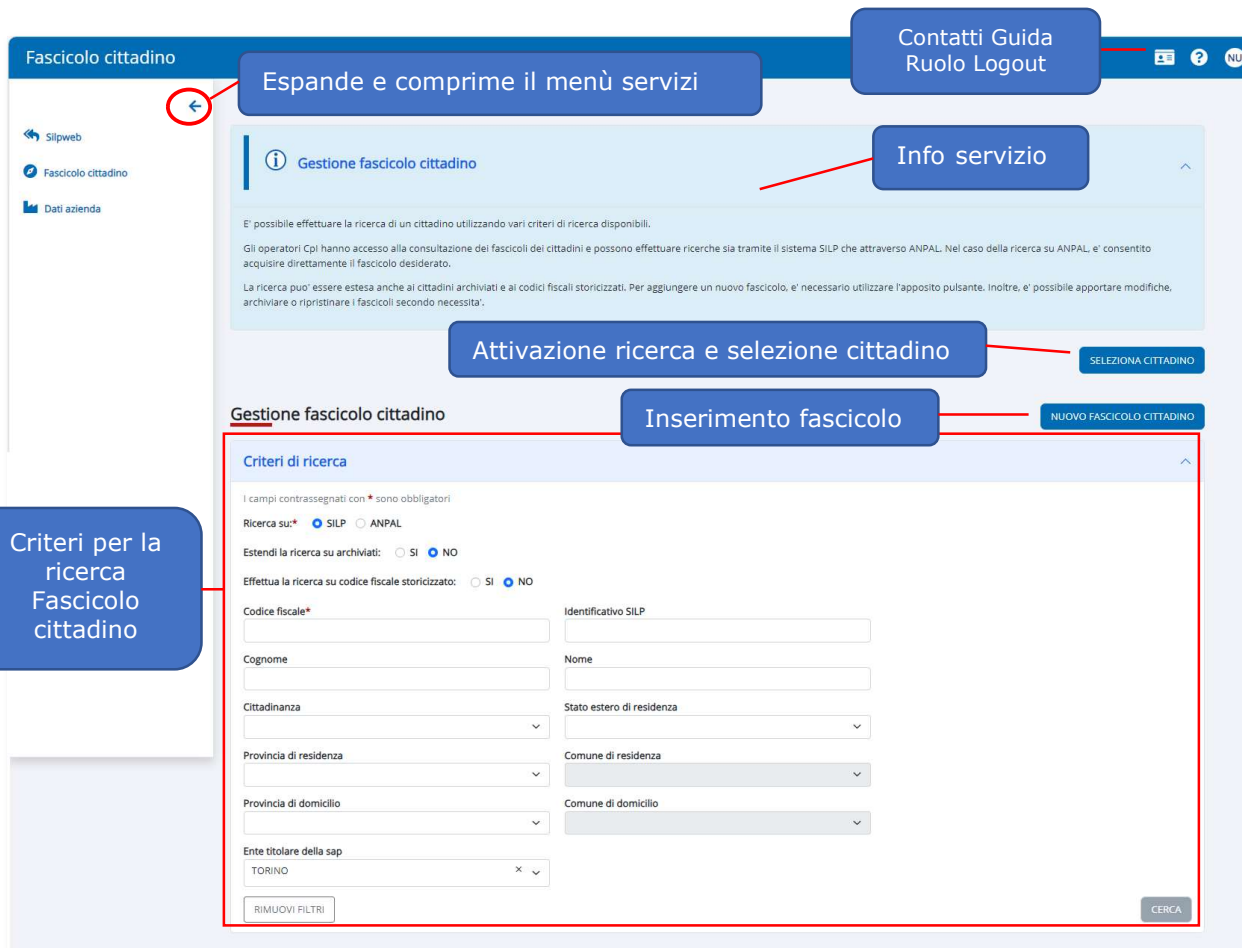 Contatti Guida
Ruolo Logout
Fascicolo cittadino
NU
Espande e comprime il menù servizi
Silpweb
Fascicolo cittadino
Dati azienda
Gestione fascicolo cittadino
Info servizio
E' possibile effettuare la ricerca di un cittadino utilizzando vari criteri di ricerca disponibili.
Gli operatori CpI hanno accesso alla consultazione dei fascicoli dei cittadini e possono effettuare ricerche sia tramite il sistema SILP che attraverso ANPAL. Nel caso della ricerca su ANPAL, e' consentito
acquisire direttamente il fascicolo desiderato.
La ricerca puo' essere estesa anche ai cittadini archiviati e ai codici fiscali storicizzati. Per aggiungere un nuovo fascicolo, e' necessario utilizzare l'apposito pulsante. Inoltre, e' possibile apportare modifiche,
archiviare o ripristinare i fascicoli secondo necessita'.
Attivazione ricerca e selezione cittadino
SELEZIONA CITTADINO
Gestione fascicolo cittadino
Inserimento fascicolo
NUOVO FASCICOLO CITTADINO
Criteri di ricerca
I campi contrassegnati con * sono obbligatori
Ricerca su:* SILP ANPAL
Estendi la ricerca su archiviati: SI NO
Effettua la ricerca su codice fiscale storicizzato: SI NO
Criteri per la
ricerca
Fascicolo
cittadino
Codice fiscale* Identificativo SILP
Cognome Nome
Cittadinanza Stato estero di residenza
Provincia di residenza Comune di residenza
Provincia di domicilio Comune di domicilio
Ente titolare della sap
TORINO
RIMUOVI FILTRI CERCA